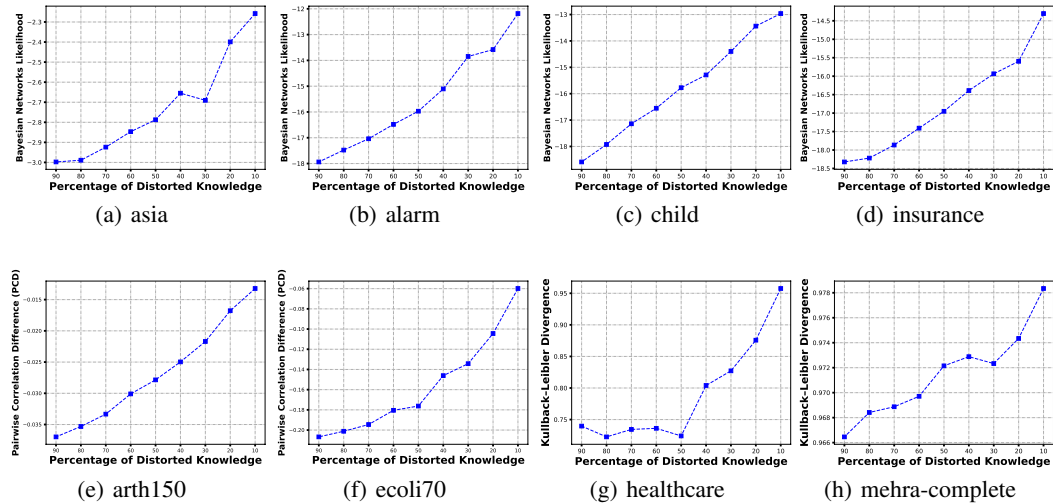 Bayesian Networks Likelihood
−2.3
−2.4
−2.5
−2.6
−2.7
−2.8
−2.9
−3.0
90 80 70 60 50 40 30 20 10
Percentage of Distorted Knowledge
(a) asia
Bayesian Networks Likelihood
−12
−13
−14
−15
−16
−17
−18
90 80 70 60 50 40 30 20 10
Percentage of Distorted Knowledge
(b) alarm
Bayesian Networks Likelihood
−13
−14
−15
−16
−17
−18
90 80 70 60 50 40 30 20 10
Percentage of Distorted Knowledge
(c) child
Bayesian Networks Likelihood
−14.5
−15.0
−15.5
−16.0
−16.5
−17.0
−17.5
−18.0
−18.5
90 80 70 60 50 40 30 20 10
Percentage of Distorted Knowledge
(d) insurance
Pairwise Correlation Difference (PCD)
−0.015
−0.020
−0.025
−0.030
−0.035
90 80 70 60 50 40 30 20 10
Percentage of Distorted Knowledge
(e) arth150
Pairwise Correlation Difference (PCD)
−0.06
−0.08
−0.10
−0.12
−0.14
−0.16
−0.18
−0.20
90 80 70 60 50 40 30 20 10
Percentage of Distorted Knowledge
(f) ecoli70
Kullback–Leibler Divergence
0.95
0.90
0.85
0.80
0.75
90 80 70 60 50 40 30 20 10
Percentage of Distorted Knowledge
(g) healthcare
Kullback–Leibler Divergence
0.978
0.976
0.974
0.972
0.970
0.968
0.966
90 80 70 60 50 40 30 20 10
Percentage of Distorted Knowledge
(h) mehra-complete